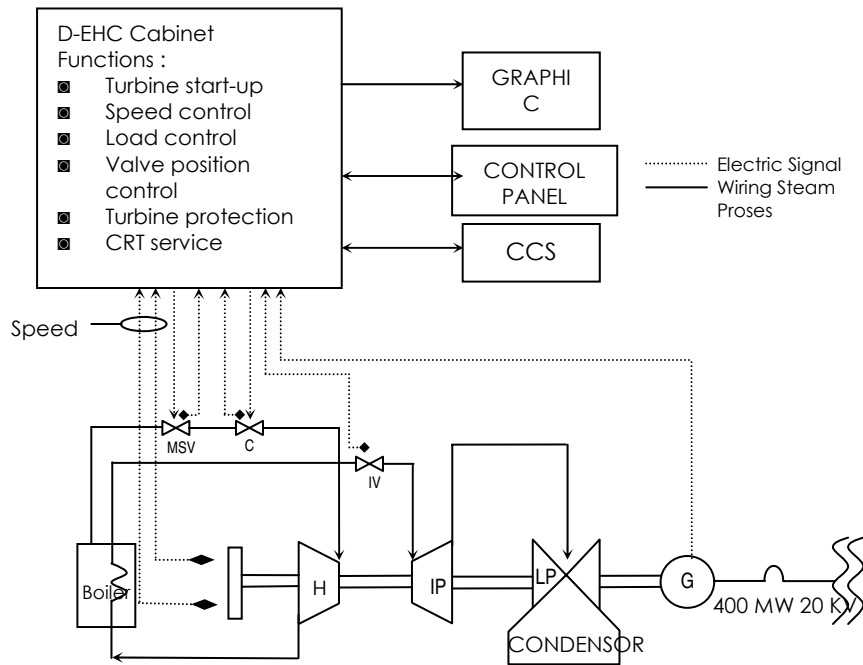 D-EHC Cabinet
Functions :
◙ Turbine start-up
◙ Speed control
◙ Load control
◙ Valve position
control
◙ Turbine protection
◙ CRT service
GRAPHI
C
CONTROL
PANEL
CCS
Electric Signal
Wiring Steam
Proses
Speed
MSV
C
IV
Boiler
H
IP
LP
G
400 MW 20 KV
CONDENSOR